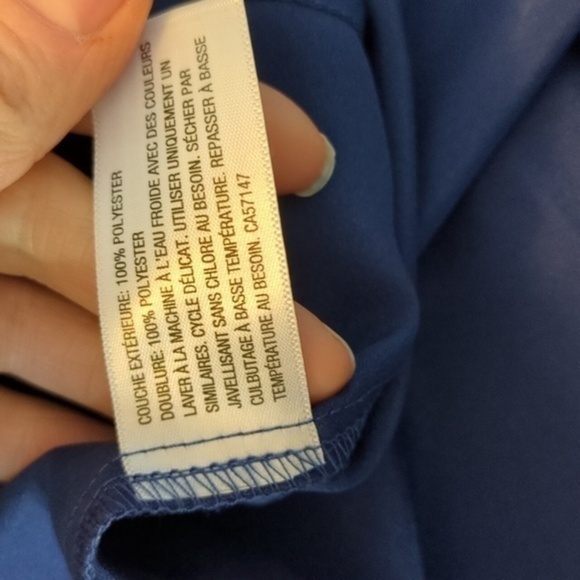 COUCHE EXTÉRIEURE: 100% POLYESTER
DOUBLURE: 100% POLYESTER
LAVER À LA MACHINE À L'EAU FROIDE AVEC DES COULEURS
SIMILAIRES. CYCLE DÉLICAT. UTILISER UNIQUEMENT UN
JAVELLISANT SANS CHLORE AU BESOIN. SÉCHER PAR
CULBUTAGE À BASSE TEMPÉRATURE. REPASSER À BASSE
TEMPÉRATURE AU BESOIN. CA57147